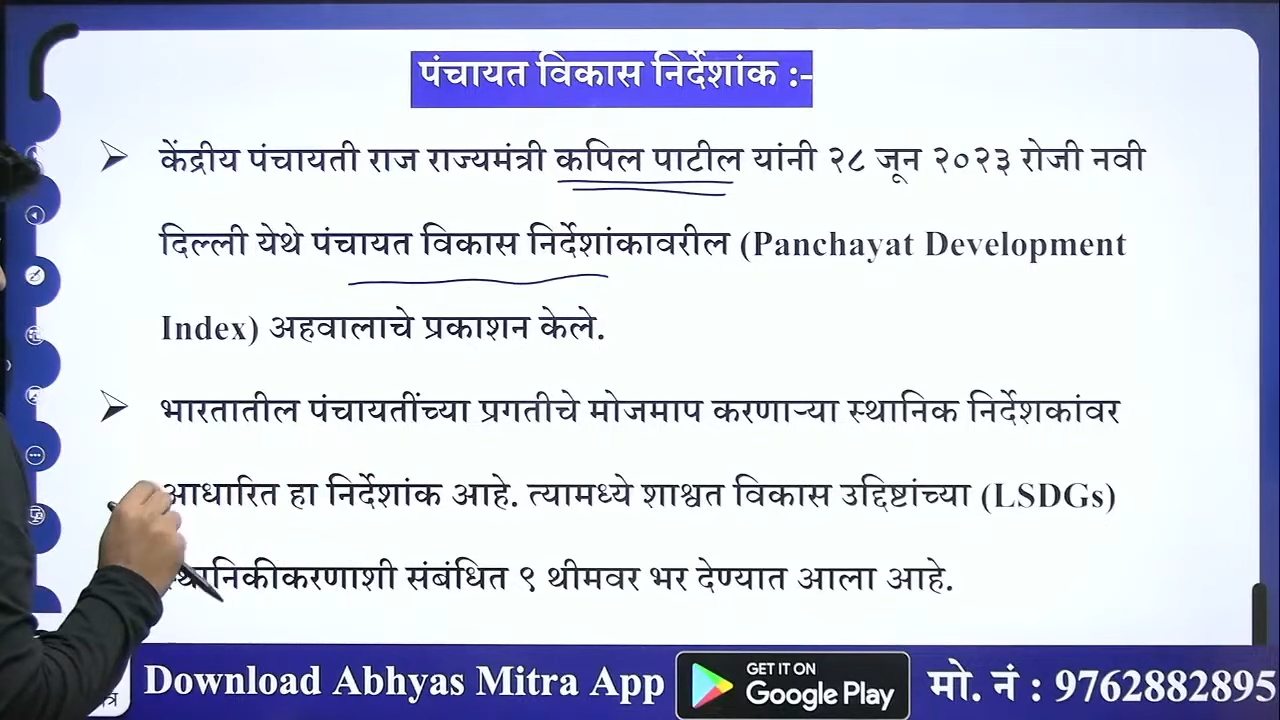 पंचायत विकास निर्देशांक :-
➢ केंद्रीय पंचायती राज राज्यमंत्री कपिल पाटील यांनी २८ जून २०२३ रोजी नवी
दिल्ली येथे पंचायत विकास निर्देशांकावरील (Panchayat Development
Index) अहवालाचे प्रकाशन केले.
➢ भारतातील पंचायतींच्या प्रगतीचे मोजमाप करणाऱ्या स्थानिक निर्देशकांवर
आधारित हा निर्देशांक आहे. त्यामध्ये शाश्वत विकास उद्दिष्टांच्या (LSDGs)
स्थानिकीकरणाशी संबंधित ९ थीमवर भर देण्यात आला आहे.
Download Abhyas Mitra App GET IT ON Google Play मो. नं : 9762882895